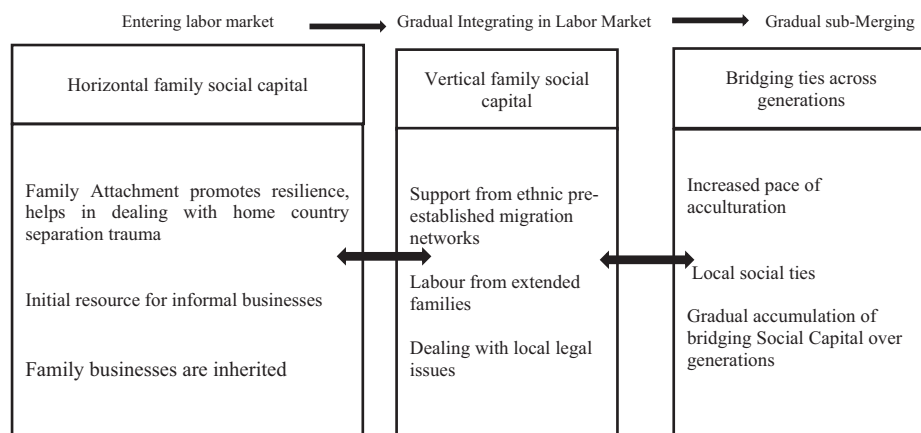 Entering labor market
Gradual Integrating in Labor Market
Gradual sub-Merging
Horizontal family social capital
Family Attachment promotes resilience,
helps in dealing with home country
separation trauma
Initial resource for informal businesses
Family businesses are inherited
Vertical family social
capital
Support from ethnic pre-
established migration
networks
Labour from extended
families
Dealing with local legal
issues
Bridging ties across
generations
Increased pace of
acculturation
Local social ties
Gradual accumulation of
bridging Social Capital over
generations